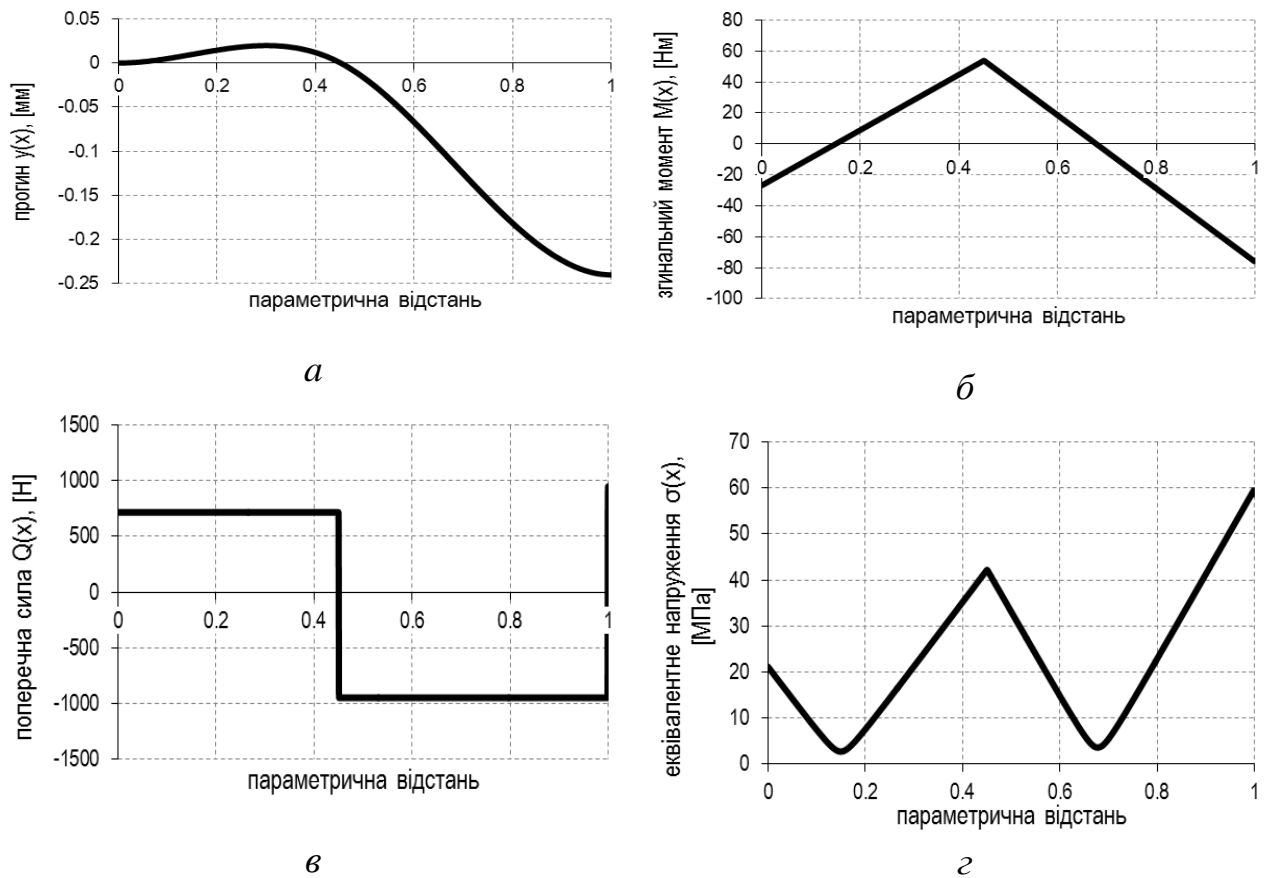 0.05
0
-0.05
-0.1
-0.15
-0.2
-0.25
0 0.2 0.4 0.6 0.8 1
прогин y(x), [мм]
параметрична відстань
а
80
60
40
20
0
-20
-40
-60
-80
-100
0 0.2 0.4 0.6 0.8 1
згинальний момент M(x), [Нм]
параметрична відстань
б
1500
1000
500
0
-500
-1000
-1500
0 0.2 0.4 0.6 0.8 1
поперечна сила Q(x), [Н]
параметрична відстань
в
70
60
50
40
30
20
10
0
0 0.2 0.4 0.6 0.8 1
еквівалентне напруження σ(x),
[МПа]
параметрична відстань
г